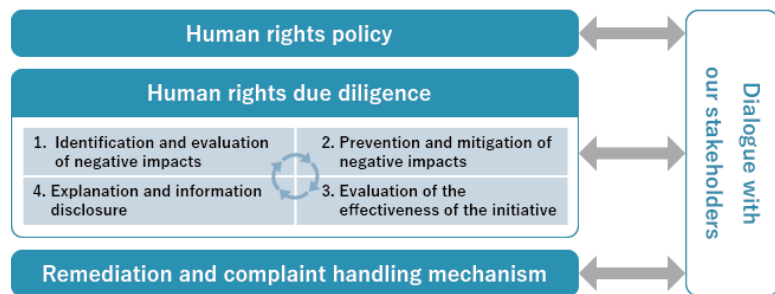 Human rights policy
Human rights due diligence
1. Identification and evaluation
of negative impacts
2. Prevention and mitigation of
negative impacts
4. Explanation and information
disclosure
3. Evaluation of the
effectiveness of the initiative
Remediation and complaint handling mechanism
Dialogue with
our stakeholders